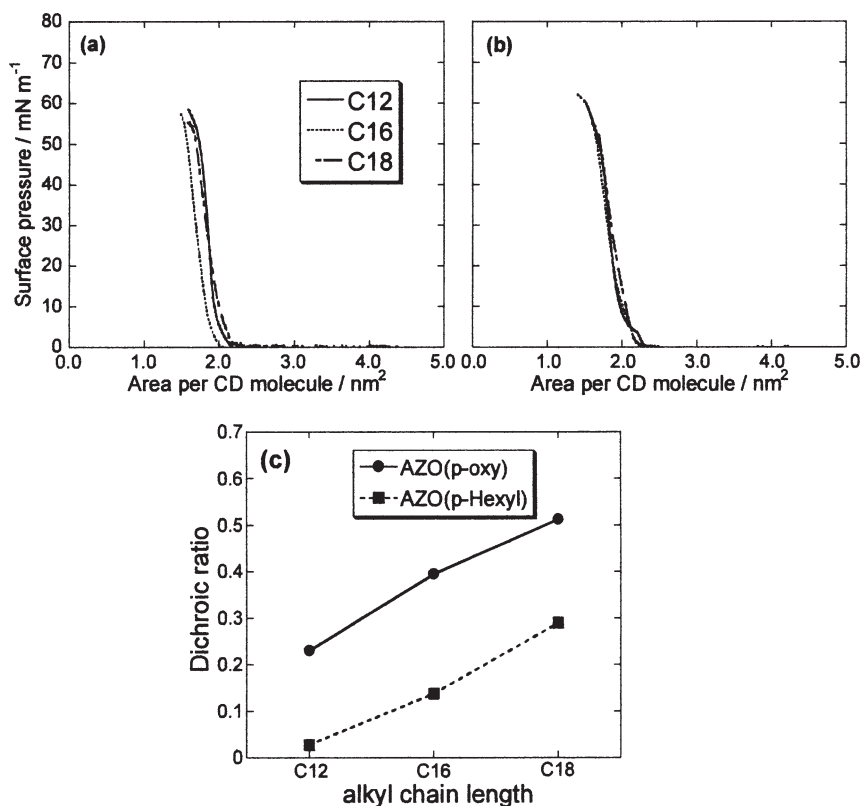 (a)
80
70
60
50
40
30
20
10
0
Surface pressure / mN m⁻¹
C12
C16
C18
0.0 1.0 2.0 3.0 4.0 5.0
Area per CD molecule / nm²
(b)
0.0 1.0 2.0 3.0 4.0 5.0
Area per CD molecule / nm²
(c)
0.7
0.6
0.5
0.4
0.3
0.2
0.1
0
Dichroic ratio
AZO(p-oxy)
AZO(p-Hexyl)
C12 C16 C18
alkyl chain length